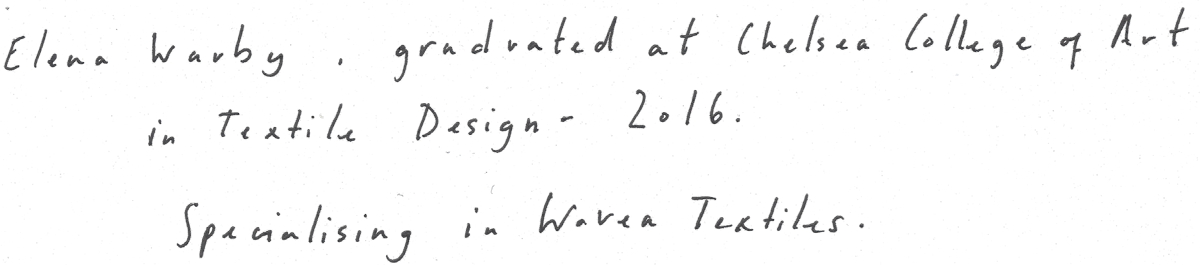 Elena Warby . graduated at Chelsea College of Art
in Textile Design - 2016.
Specialising in Woven Textiles.